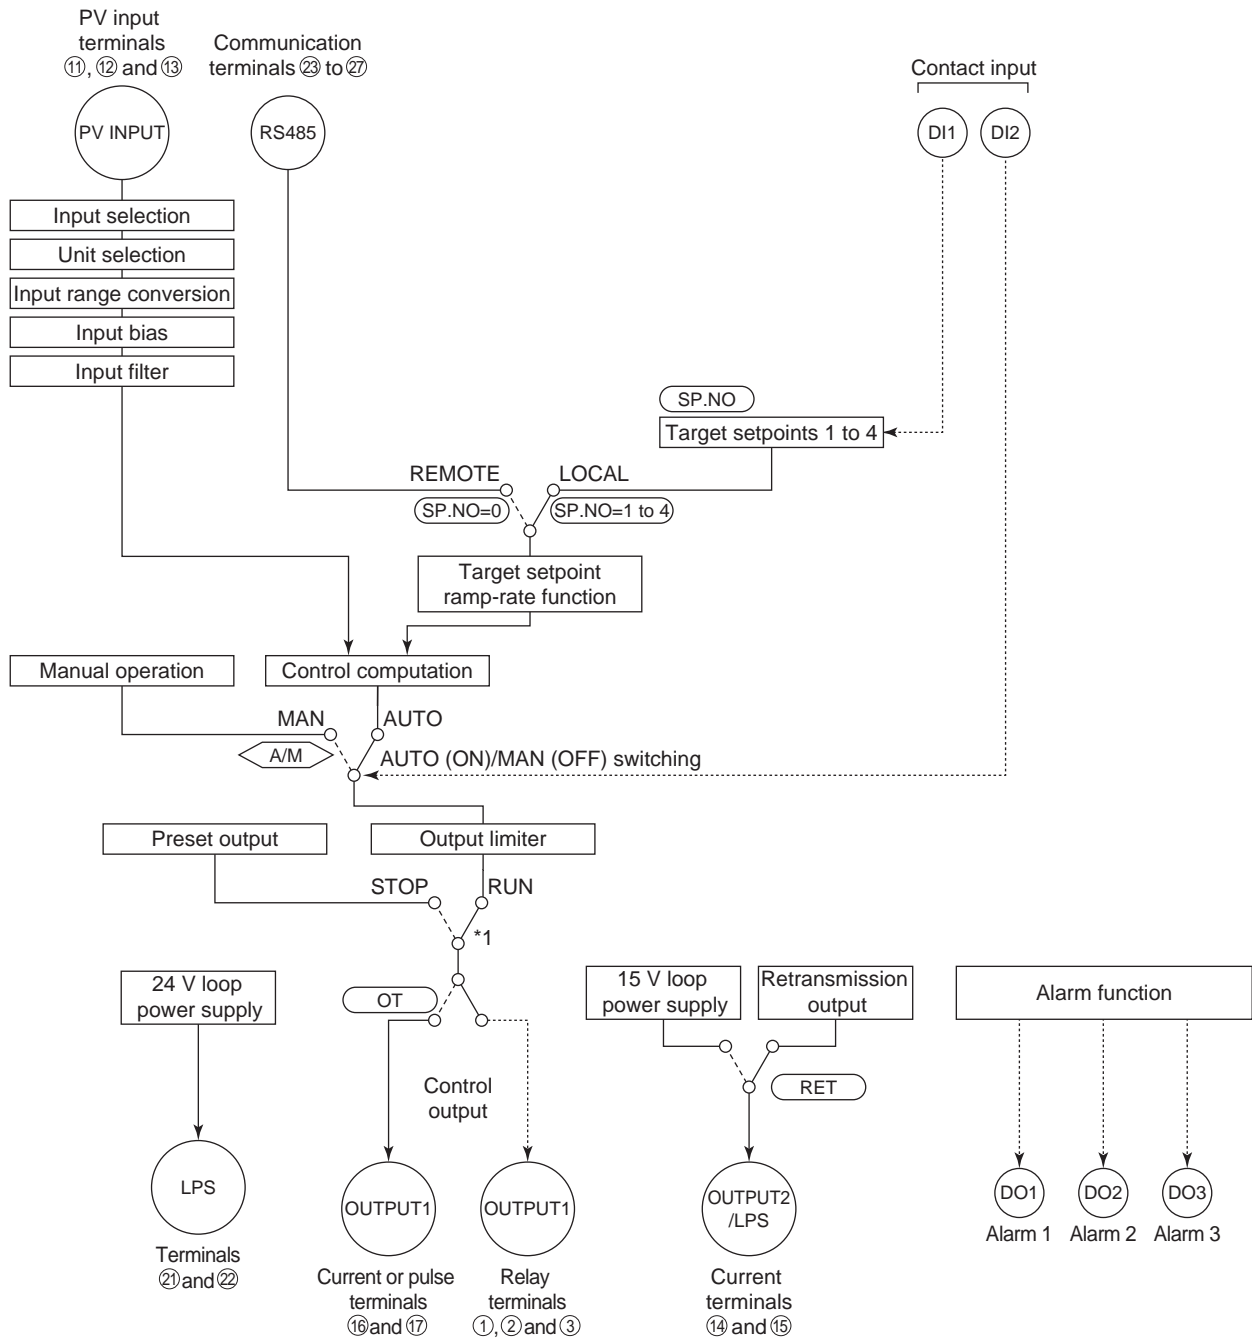 PV input
terminals
⑪, ⑫ and ⑬
Communication
terminals ㉓ to ㉗
Contact input
PV INPUT
RS485
DI1
DI2
Input selection
Unit selection
Input range conversion
Input bias
Input filter
SP.NO
Target setpoints 1 to 4
REMOTE
LOCAL
SP.NO=0
SP.NO=1 to 4
Target setpoint
ramp-rate function
Manual operation
Control computation
MAN
AUTO
A/M
AUTO (ON)/MAN (OFF) switching
Preset output
Output limiter
STOP
RUN
*1
24 V loop
power supply
OT
15 V loop
power supply
Retransmission
output
Alarm function
Control
output
RET
LPS
OUTPUT1
OUTPUT1
OUTPUT2
/LPS
DO1
DO2
DO3
Alarm 1
Alarm 2
Alarm 3
Terminals
㉑ and ㉒
Current or pulse
terminals
⑯ and ⑰
Relay
terminals
①, ② and ③
Current
terminals
⑭ and ⑮